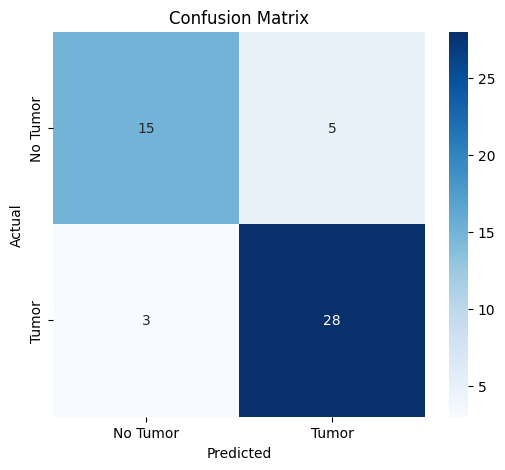 Confusion Matrix
No Tumor
15
5
25
20
Actual
15
Tumor
3
28
10
5
No Tumor
Tumor
Predicted